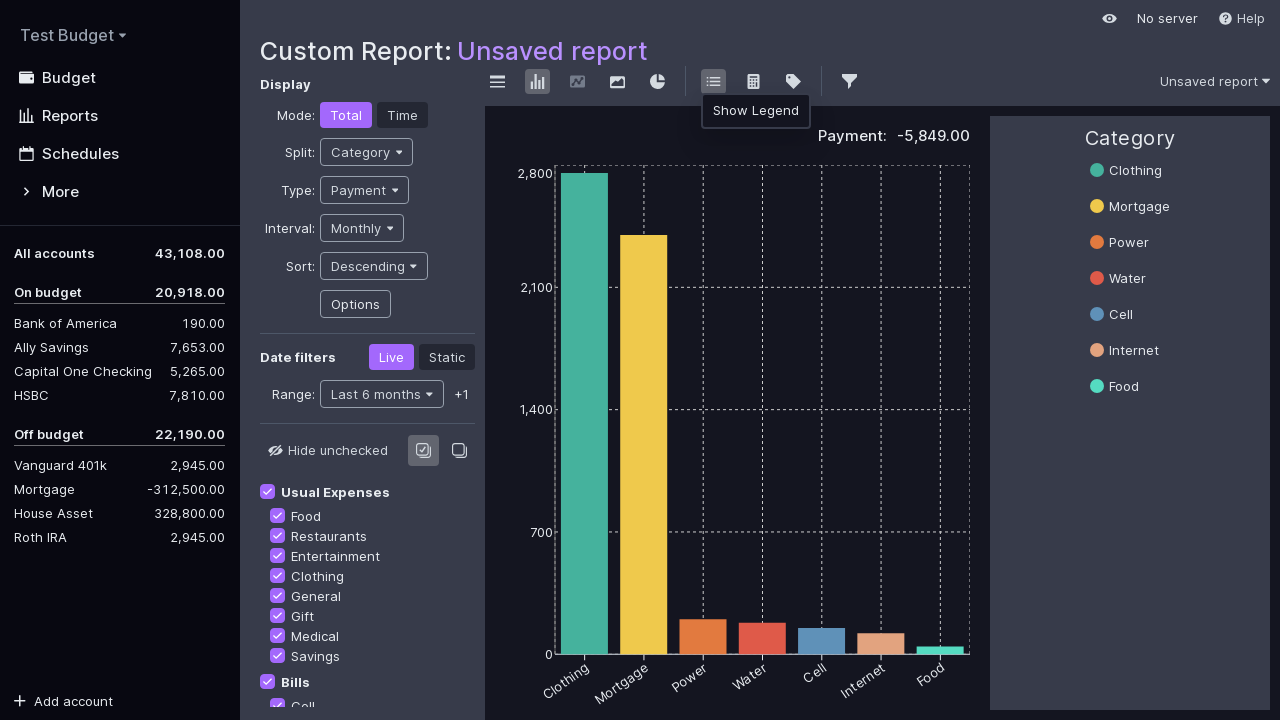 Test Budget
Budget
Reports
Schedules
More
All accounts 43,108.00
On budget 20,918.00
Bank of America 190.00
Ally Savings 7,653.00
Capital One Checking 5,265.00
HSBC 7,810.00
Off budget 22,190.00
Vanguard 401k 2,945.00
Mortgage -312,500.00
House Asset 328,800.00
Roth IRA 2,945.00
Add account
No server Help
Custom Report: Unsaved report
Display
Mode: Total Time
Split: Category
Type: Payment
Interval: Monthly
Sort: Descending
Options
Date filters Live Static
Range: Last 6 months +1
Hide unchecked
Usual Expenses
Food
Restaurants
Entertainment
Clothing
General
Gift
Medical
Savings
Bills
Cell
Unsaved report
Show Legend
Payment: -5,849.00
2,800
2,100
1,400
700
0
Clothing
Mortgage
Power
Water
Cell
Internet
Food
Category
Clothing
Mortgage
Power
Water
Cell
Internet
Food